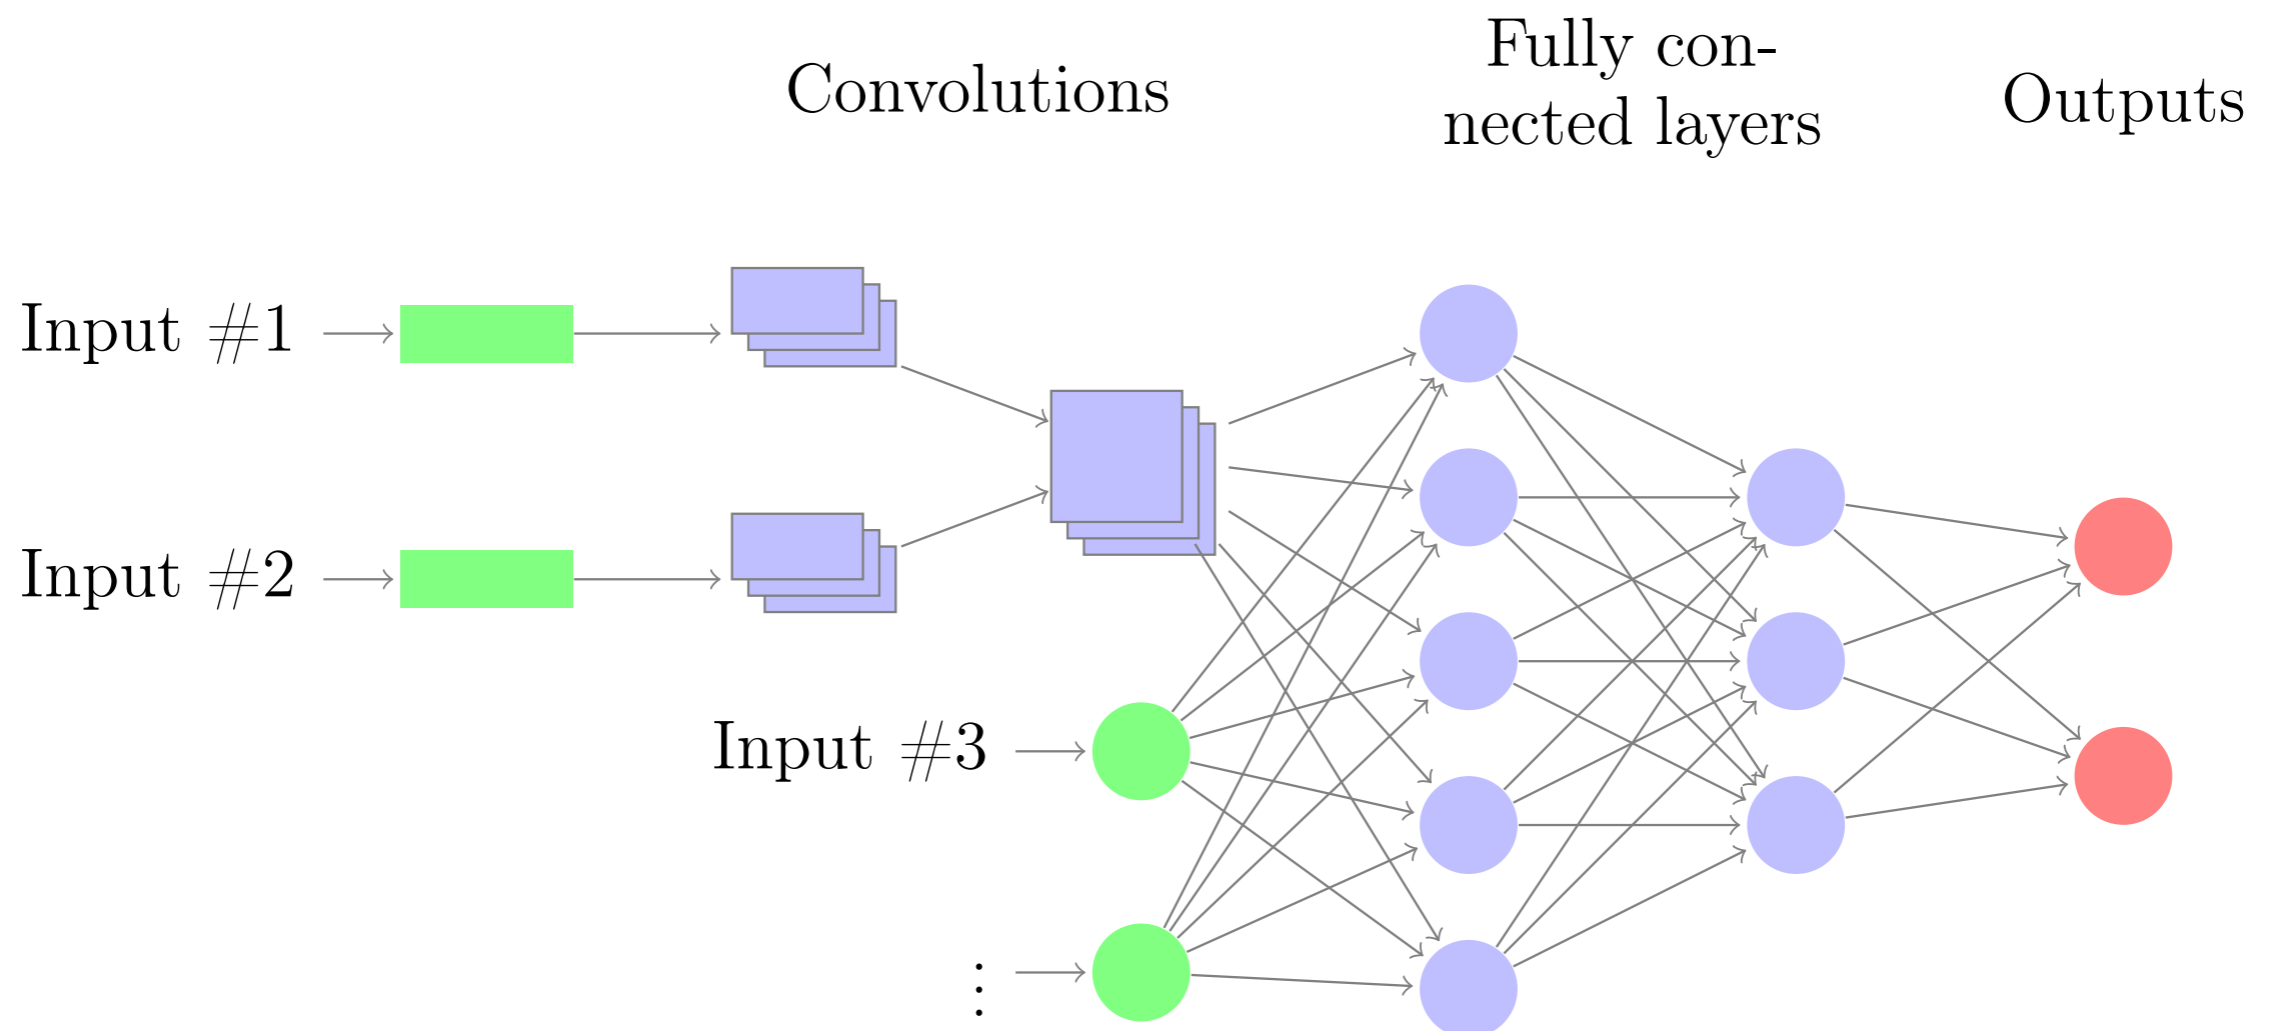 Convolutions
Fully con-
nected layers
Outputs
Input #1
Input #2
Input #3
⋮